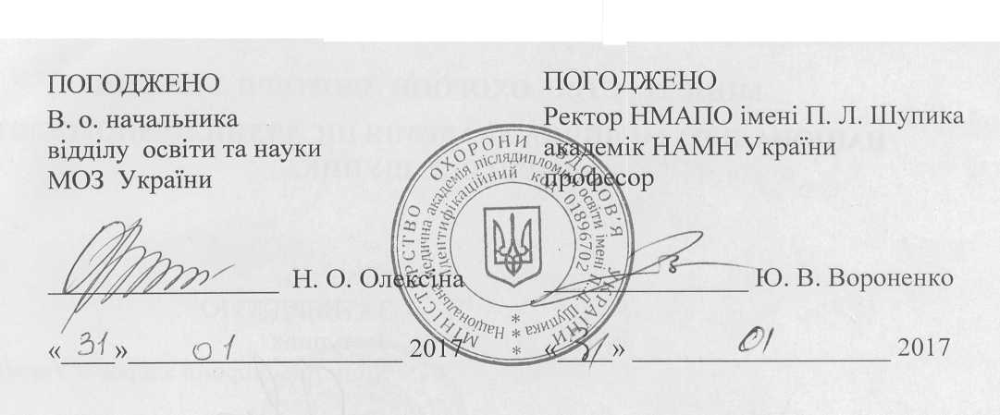 ПОГОДЖЕНО
В. о. начальника
відділу освіти та науки
МОЗ України
Н. О. Олексіна
« 31 » 01 2017
ПОГОДЖЕНО
Ректор НМАПО імені П. Л. Шупика
академік НАМН України
професор
Ю. В. Вороненко
« 31 » 01 2017
МІНІСТЕРСТВО ОХОРОНИ ЗДОРОВ'Я УКРАЇНИ
Національна медична академія післядипломної освіти імені П.Л. Шупика
Ідентифікаційний код 01896702